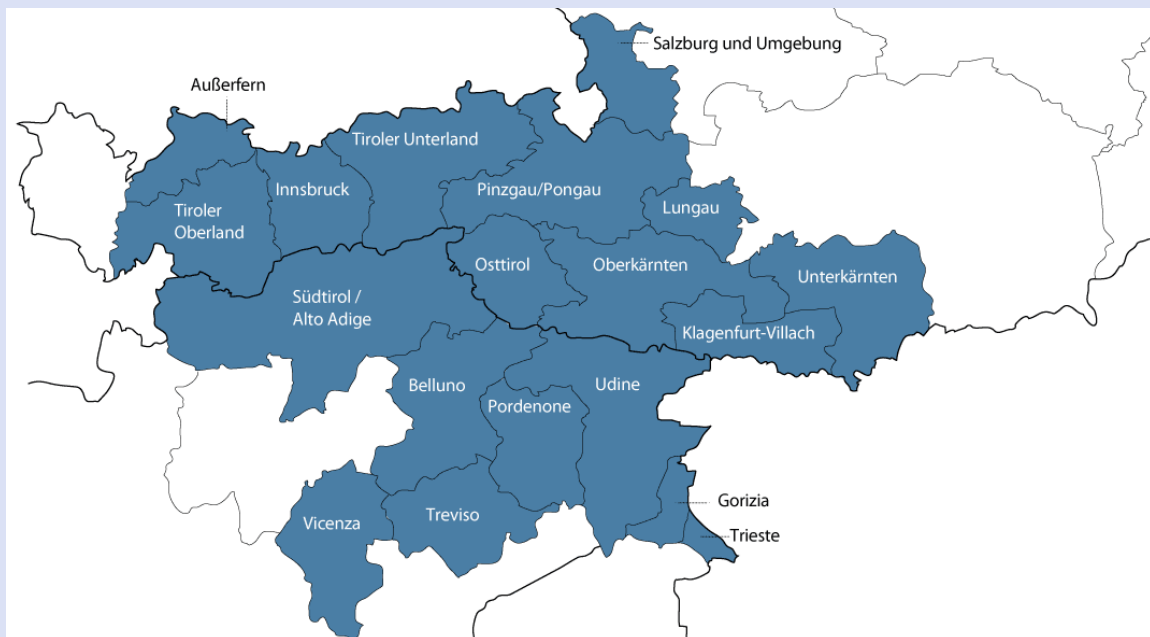 Salzburg und Umgebung
Außerfern
Tiroler Unterland
Innsbruck
Pinzgau/Pongau
Tiroler
Oberland
Lungau
Osttirol
Oberkärnten
Unterkärnten
Südtirol /
Alto Adige
Klagenfurt-Villach
Belluno
Udine
Pordenone
Gorizia
Treviso
Vicenza
Trieste